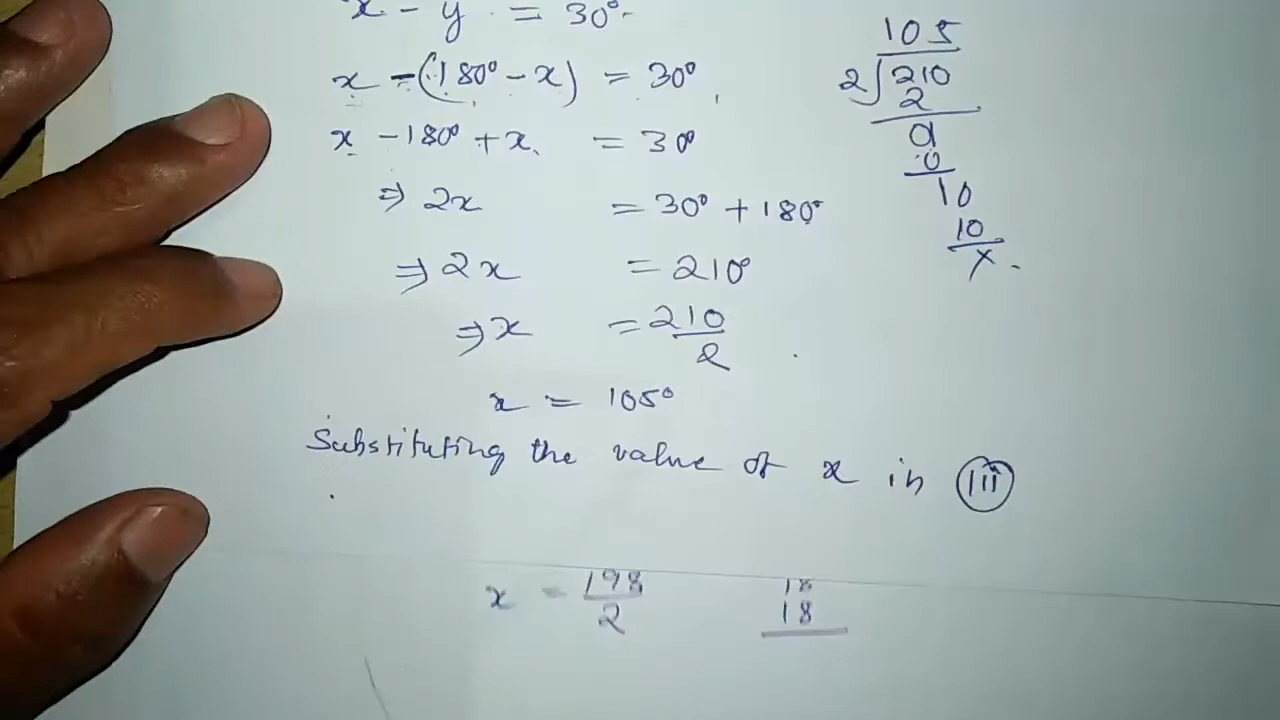 x - y = 30°
x - (180° - x) = 30°
x - 180° + x = 30°
⇒ 2x = 30° + 180°
⇒ 2x = 210°
⇒ x = 210/2
x = 105°
Substituting the value of x in (iii)
105
2)210
2
0
0
10
10
x
x = 198/2
18
18